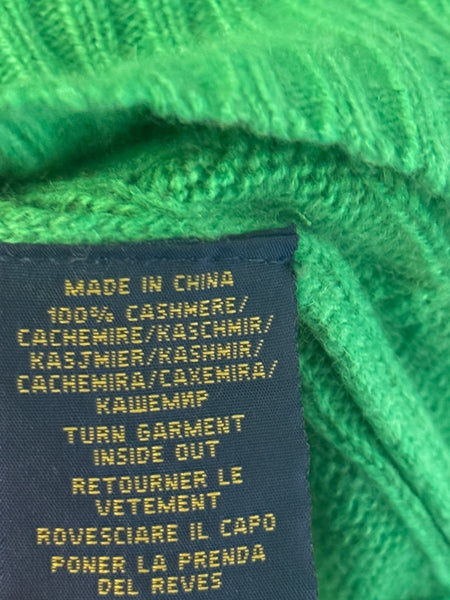 MADE IN CHINA
100% CASHMERE/
CACHEMIRE/KASCHMIR/
KASJMIER/KASHMIR/
CACHEMIRA/CAXEMIRA/
КАШЕМИР
TURN GARMENT
INSIDE OUT
RETOURNER LE
VETEMENT
ROVESCIARE IL CAPO
PONER LA PRENDA
DEL REVES